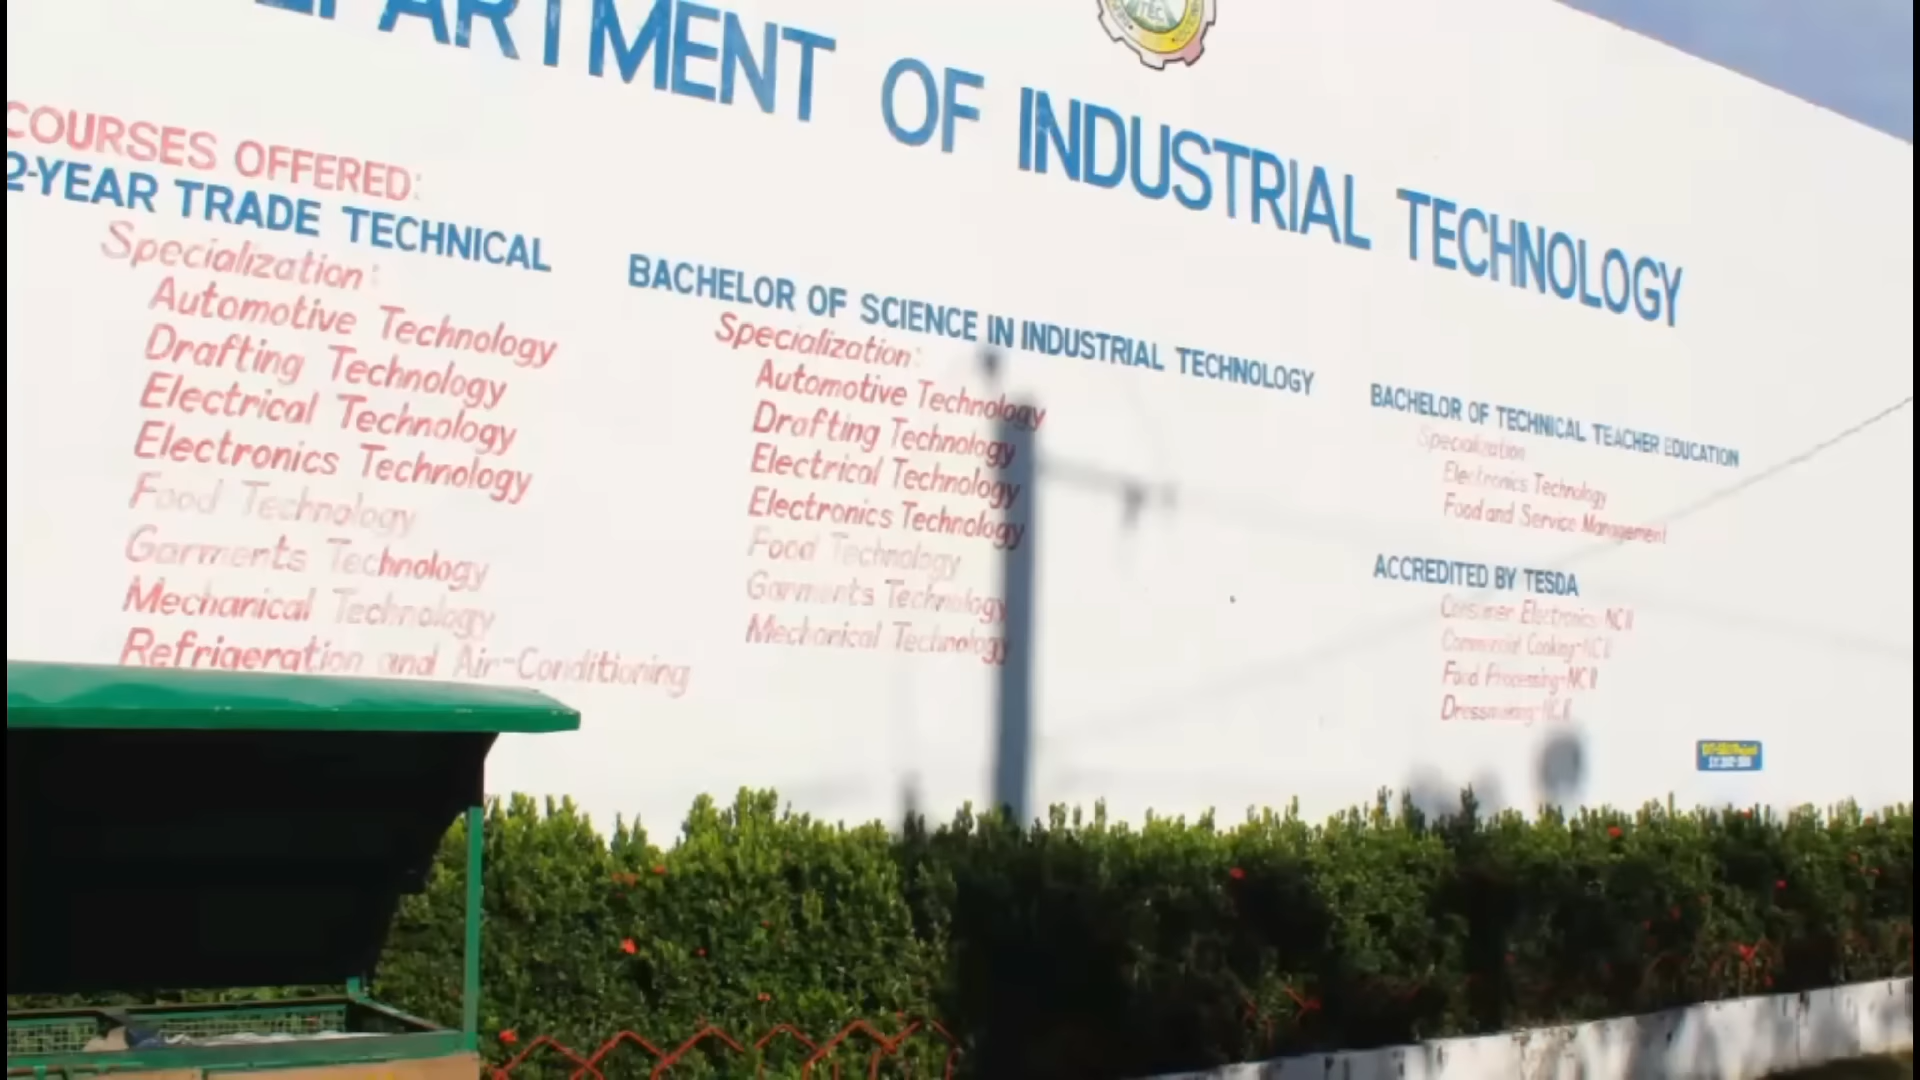 DEPARTMENT OF INDUSTRIAL TECHNOLOGY
COURSES OFFERED:
2-YEAR TRADE TECHNICAL
Specialization:
Automotive Technology
Drafting Technology
Electrical Technology
Electronics Technology
Food Technology
Garments Technology
Mechanical Technology
Refrigeration and Air-Conditioning
BACHELOR OF SCIENCE IN INDUSTRIAL TECHNOLOGY
Specialization:
Automotive Technology
Drafting Technology
Electrical Technology
Electronics Technology
Food Technology
Garments Technology
Mechanical Technology
BACHELOR OF TECHNICAL TEACHER EDUCATION
Specialization
Electronics Technology
Food and Service Management
ACCREDITED BY TESDA
Consumer Electronics NC II
Commercial Cooking-NC II
Food Processing-NC II
Dressmaking-NC II